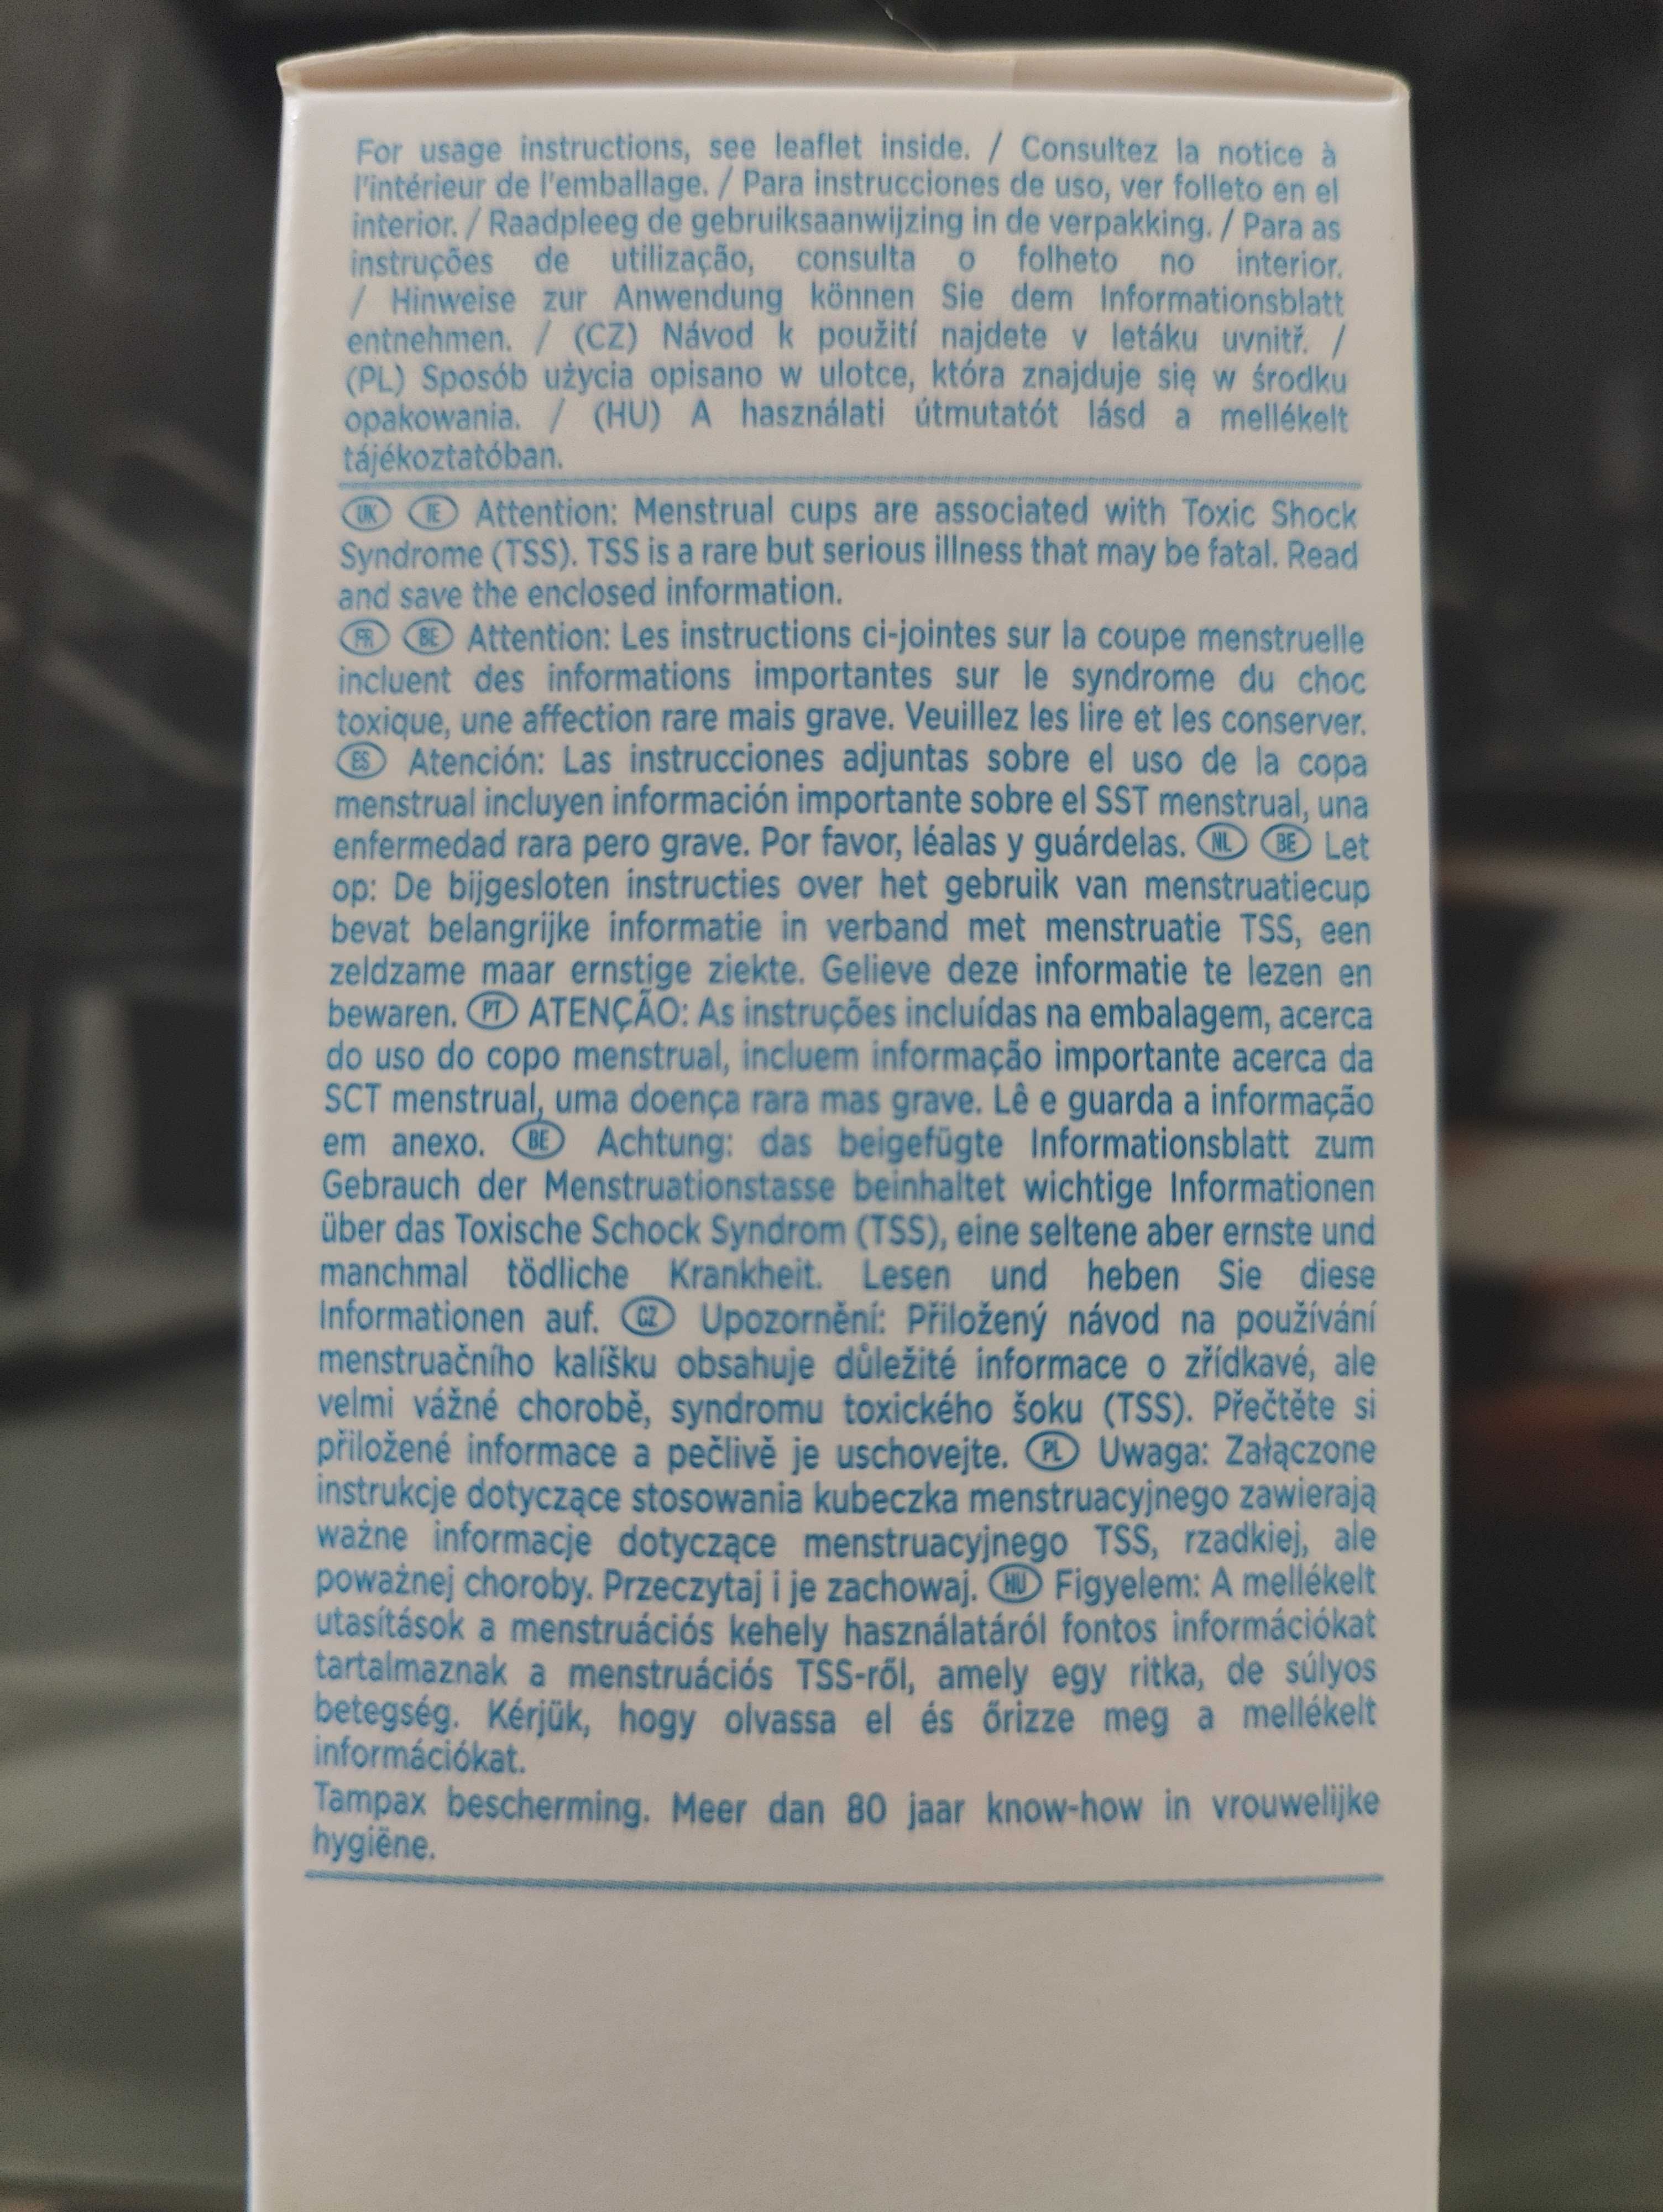 For usage instructions, see leaflet inside. / Consultez la notice à
l'intérieur de l'emballage. / Para instrucciones de uso, ver folleto en el
interior. / Raadpleeg de gebruiksaanwijzing in de verpakking. / Para as
instruções de utilização, consulta o folheto no interior.
/ Hinweise zur Anwendung können Sie dem Informationsblatt
entnehmen. / (CZ) Návod k použití najdete v letáku uvnitř. /
(PL) Sposób użycia opisano w ulotce, która znajduje się w środku
opakowania. / (HU) A használati útmutatót lásd a mellékelt
tájékoztatóban.
UK IE Attention: Menstrual cups are associated with Toxic Shock
Syndrome (TSS). TSS is a rare but serious illness that may be fatal. Read
and save the enclosed information.
FR BE Attention: Les instructions ci-jointes sur la coupe menstruelle
incluent des informations importantes sur le syndrome du choc
toxique, une affection rare mais grave. Veuillez les lire et les conserver.
ES Atención: Las instrucciones adjuntas sobre el uso de la copa
menstrual incluyen información importante sobre el SST menstrual, una
enfermedad rara pero grave. Por favor, léalas y guárdelas. NL BE Let
op: De bijgesloten instructies over het gebruik van menstruatiecup
bevat belangrijke informatie in verband met menstruatie TSS, een
zeldzame maar ernstige ziekte. Gelieve deze informatie te lezen en
bewaren. PT ATENÇÃO: As instruções incluídas na embalagem, acerca
do uso do copo menstrual, incluem informação importante acerca da
SCT menstrual, uma doença rara mas grave. Lê e guarda a informação
em anexo. BE Achtung: das beigefügte Informationsblatt zum
Gebrauch der Menstruationstasse beinhaltet wichtige Informationen
über das Toxische Schock Syndrom (TSS), eine seltene aber ernste und
manchmal tödliche Krankheit. Lesen und heben Sie diese
Informationen auf. CZ Upozornění: Přiložený návod na používání
menstruačního kalíšku obsahuje důležité informace o zřídkavé, ale
velmi vážné chorobě, syndromu toxického šoku (TSS). Přečtěte si
přiložené informace a pečlivě je uschovejte. PL Uwaga: Załączone
instrukcje dotyczące stosowania kubeczka menstruacyjnego zawierają
ważne informacje dotyczące menstruacyjnego TSS, rzadkiej, ale
poważnej choroby. Przeczytaj i je zachowaj. HU Figyelem: A mellékelt
utasítások a menstruációs kehely használatáról fontos információkat
tartalmaznak a menstruációs TSS-ről, amely egy ritka, de súlyos
betegség. Kérjük, hogy olvassa el és őrizze meg a mellékelt
információkat.
Tampax bescherming. Meer dan 80 jaar know-how in vrouwelijke
hygiëne.